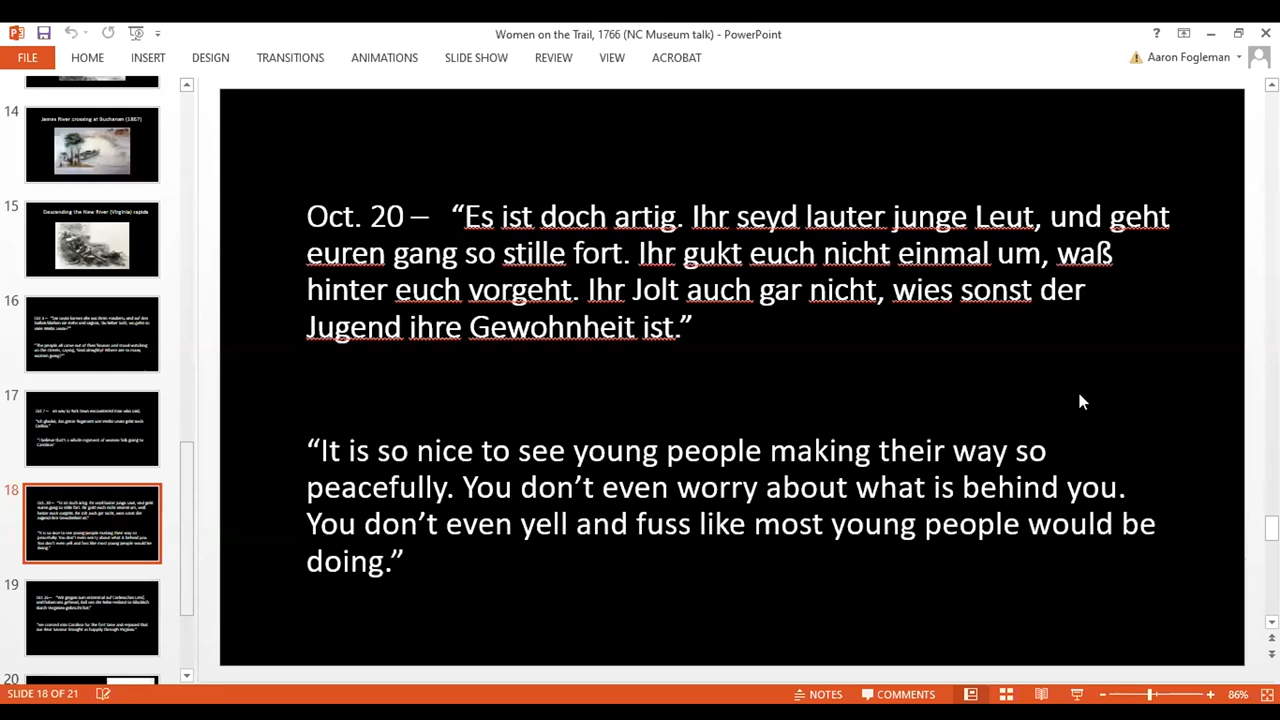 Women on the Trail, 1766 (NC Museum talk) - PowerPoint
FILE HOME INSERT DESIGN TRANSITIONS ANIMATIONS SLIDE SHOW REVIEW VIEW ACROBAT
Aaron Fogleman
14
James River crossing at Buchanan (1857)
15
Descending the New River (Virginia) rapids
16
17
18
19
20
Oct. 20 – “Es ist doch artig. Ihr seyd lauter junge Leut, und geht
euren gang so stille fort. Ihr gukt euch nicht einmal um, waß
hinter euch vorgeht. Ihr Jolt auch gar nicht, wies sonst der
Jugend ihre Gewohnheit ist.”
“It is so nice to see young people making their way so
peacefully. You don’t even worry about what is behind you.
You don’t even yell and fuss like most young people would be
doing.”
SLIDE 18 OF 21
NOTES COMMENTS 86%